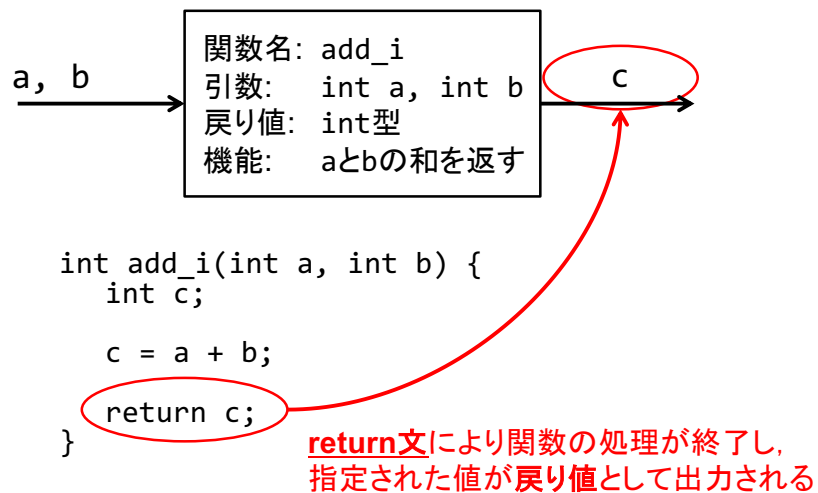 a, b
関数名: add_i
引数: int a, int b
戻り値: int型
機能: aとbの和を返す
c
int add_i(int a, int b) {
int c;
c = a + b;
return c;
}
return文により関数の処理が終了し,
指定された値が戻り値として出力される